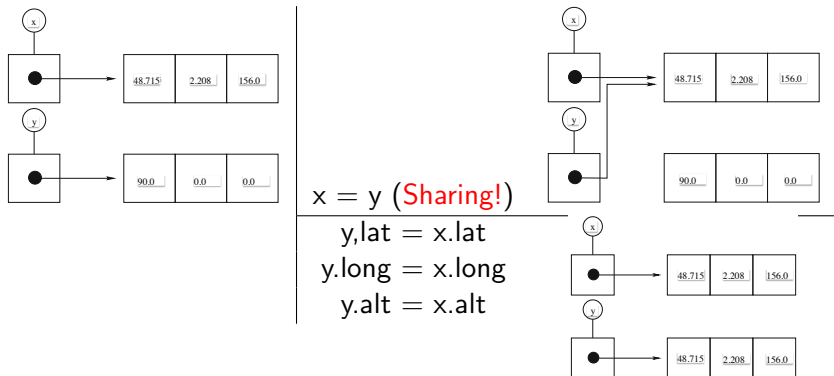 x
48.715 2.208 156.0
y
90.0 0.0 0.0
x = y (Sharing!)
y,lat = x.lat
y.long = x.long
y.alt = x.alt
x
48.715 2.208 156.0
y
90.0 0.0 0.0
x
48.715 2.208 156.0
y
48.715 2.208 156.0